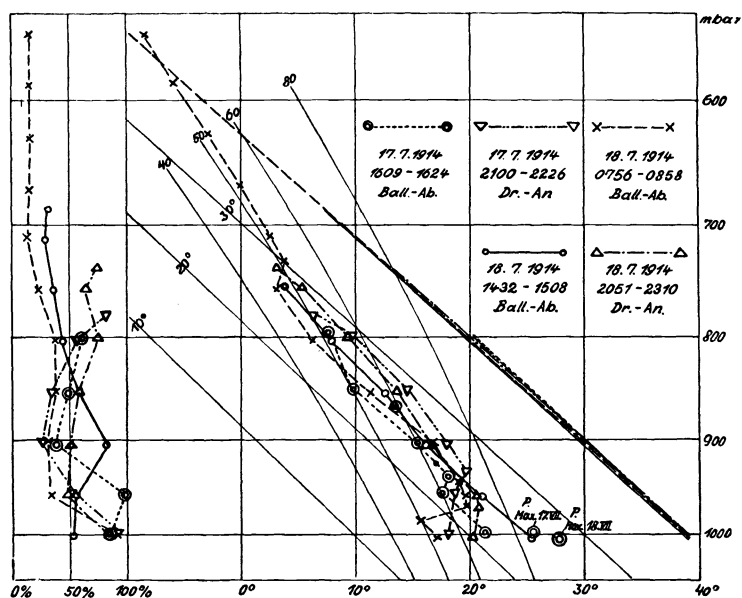 mbar
600
700
800
900
1000
80
60
50
40
30°
20°
10°
17.7.1914
1609-1624
Ball.-Ab.
17.7.1914
2100-2226
Dr.-An
18.7.1914
0756-0858
Ball.-Ab.
18.7.1914
1432-1508
Ball.-Ab.
18.7.1914
2051-2310
Dr.-An.
P.
Max. 17.VII.
P.
Max. 18.VII
0% 50% 100% 0° 10° 20° 30° 40°